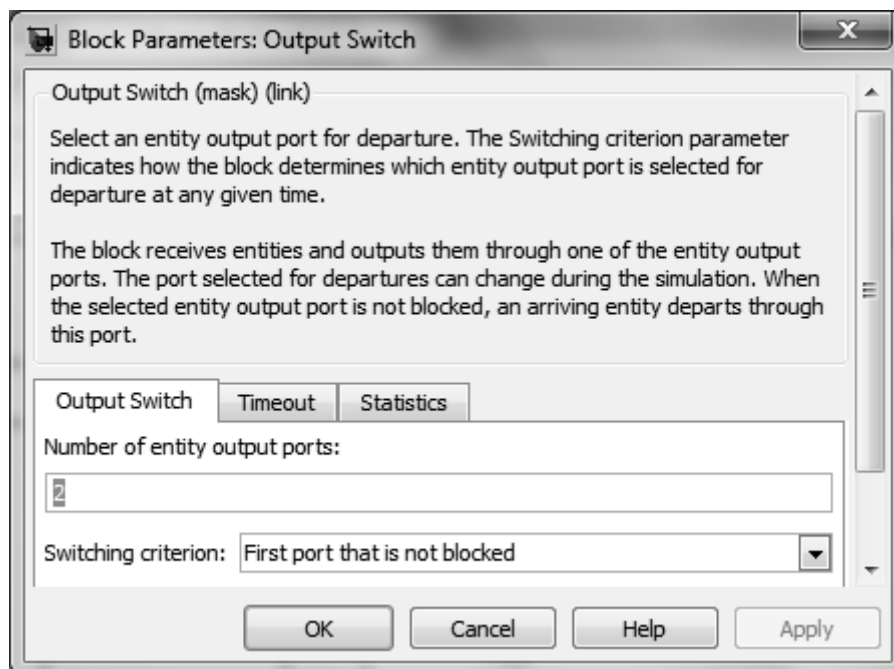 Block Parameters: Output Switch
Output Switch (mask) (link)
Select an entity output port for departure. The Switching criterion parameter
indicates how the block determines which entity output port is selected for
departure at any given time.
The block receives entities and outputs them through one of the entity output
ports. The port selected for departures can change during the simulation. When
the selected entity output port is not blocked, an arriving entity departs through
this port.
Output Switch Timeout Statistics
Number of entity output ports:
2
Switching criterion: First port that is not blocked
OK Cancel Help Apply